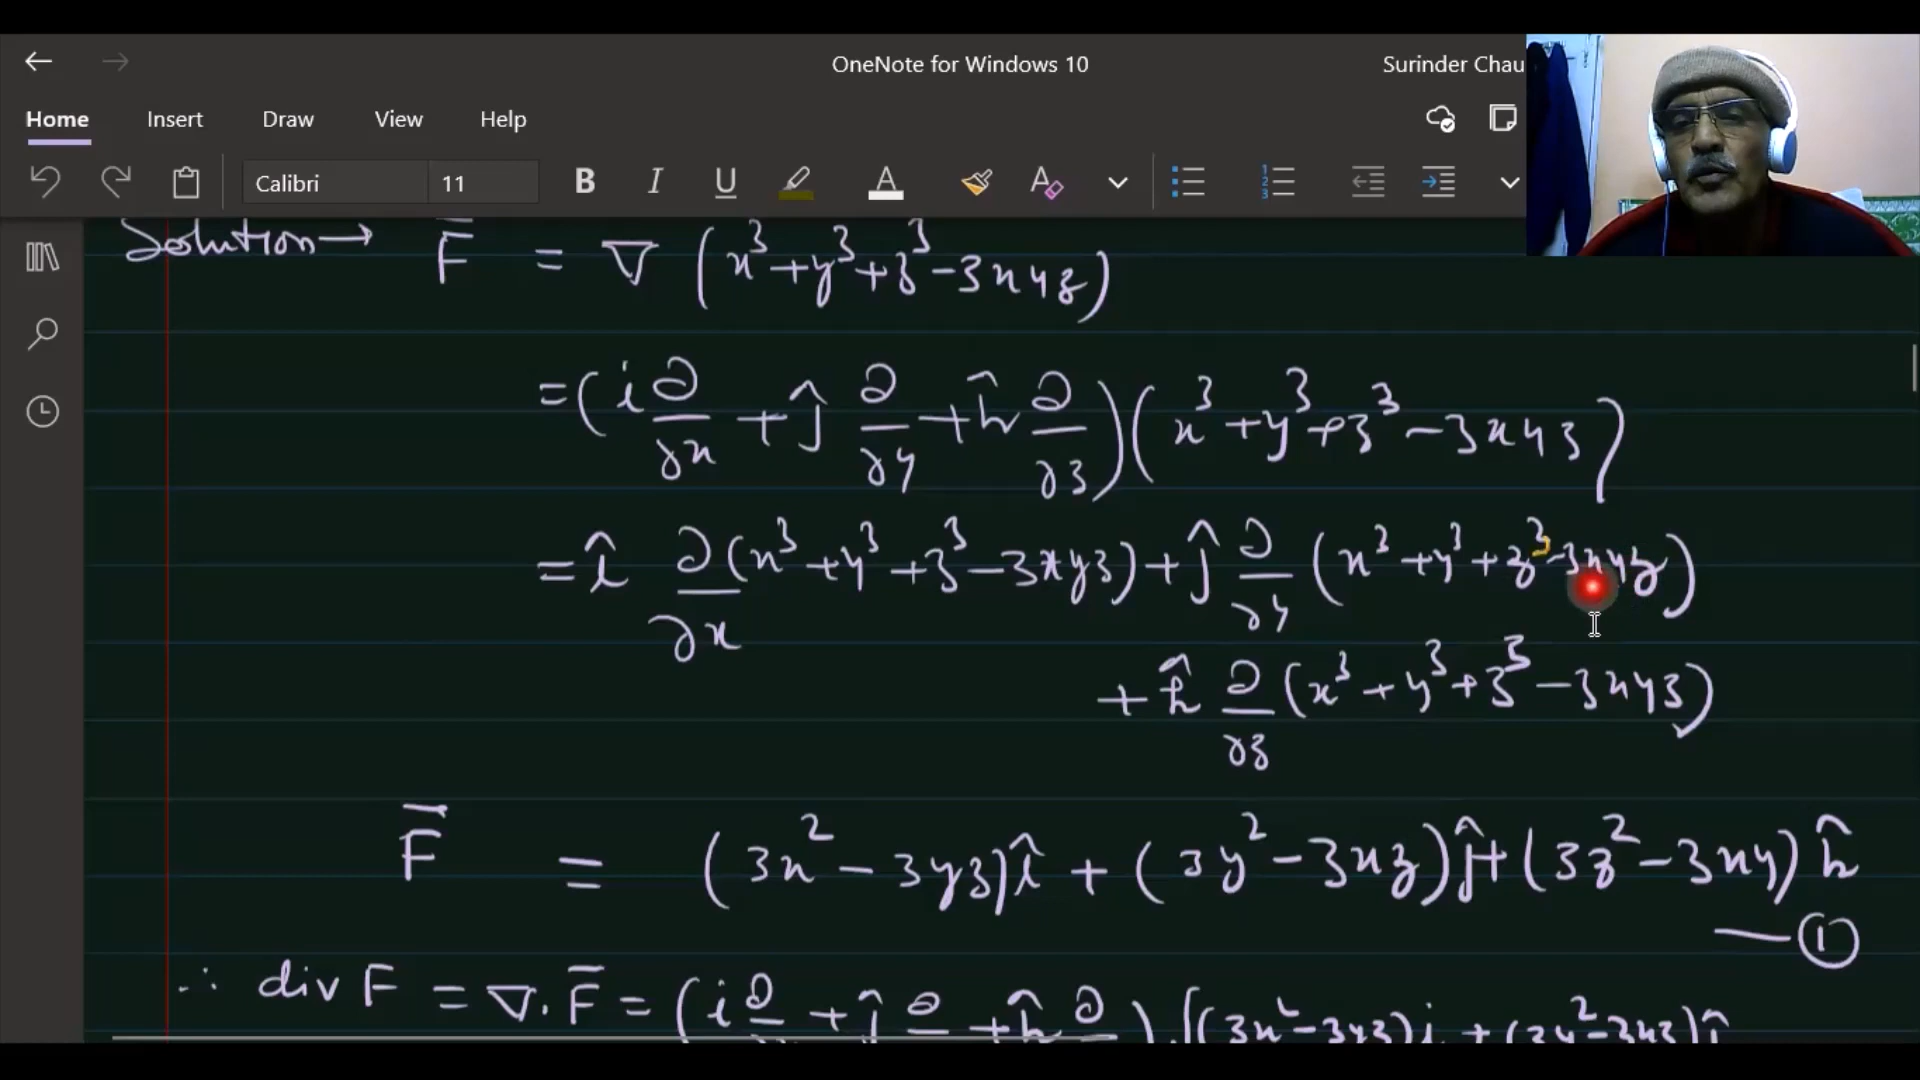 OneNote for Windows 10
Surinder Chau
Home Insert Draw View Help
Calibri 11 B I U A
Solution→ F̅ = ∇ (x³+y³+z³-3xyz)
=(i ∂/∂x + ĵ ∂/∂y + k̂ ∂/∂z)(x³+y³+z³-3xyz)
= î ∂/∂x (x³+y³+z³-3xyz) + ĵ ∂/∂y (x³+y³+z³-3xyz)
+ k̂ ∂/∂z (x³+y³+z³-3xyz)
F̅ = (3x²-3yz)î + (3y²-3xz)ĵ + (3z²-3xy)k̂
—①
∴ div F = ∇.F̅ = (i ∂ + ĵ ∂ + k̂ ∂).[(3x²-3yz)i + (3y²-3xz)ĵ